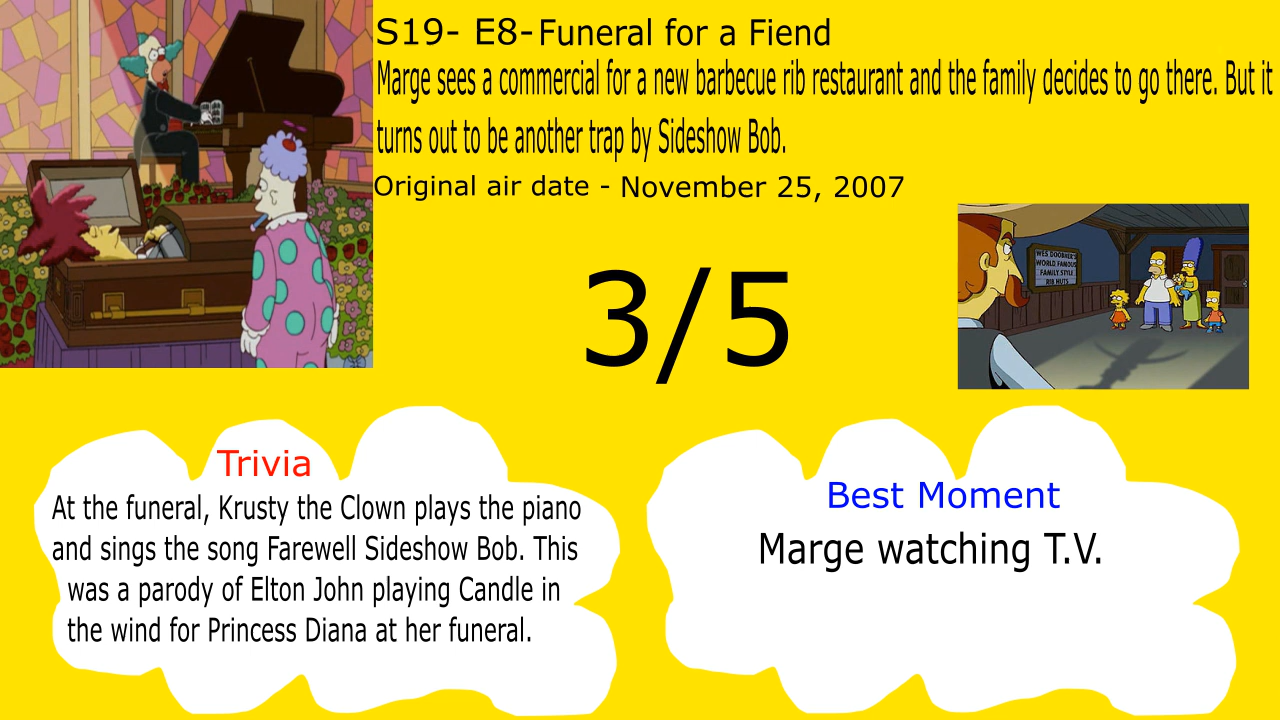 S19- E8-Funeral for a Fiend
Marge sees a commercial for a new barbecue rib restaurant and the family decides to go there. But it
turns out to be another trap by Sideshow Bob.
Original air date - November 25, 2007
WES DOOBNER'S
WORLD FAMOUS
FAMILY STYLE
RIB HUTS
3/5
Trivia
At the funeral, Krusty the Clown plays the piano
and sings the song Farewell Sideshow Bob. This
was a parody of Elton John playing Candle in
the wind for Princess Diana at her funeral.
Best Moment
Marge watching T.V.